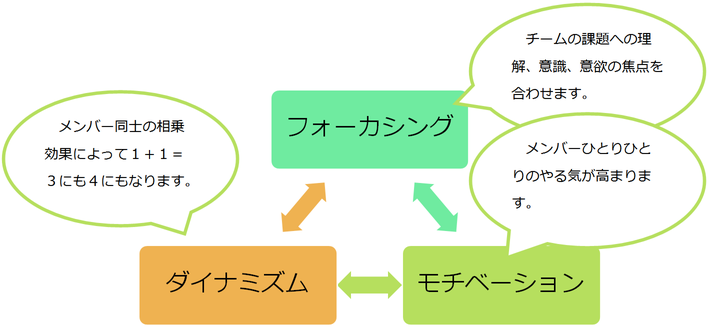 チームの課題への理
解、意識、意欲の焦点を
合わせます。
フォーカシング
メンバー同士の相乗
効果によって１＋１＝
３にも４にもなります。
メンバーひとりひと
りのやる気が高まりま
す。
ダイナミズム
モチベーション